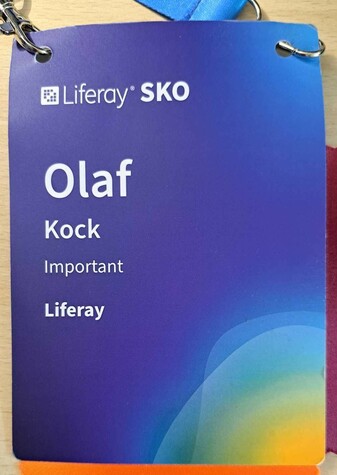 Liferay® SKO
Olaf
Kock
Important
Liferay